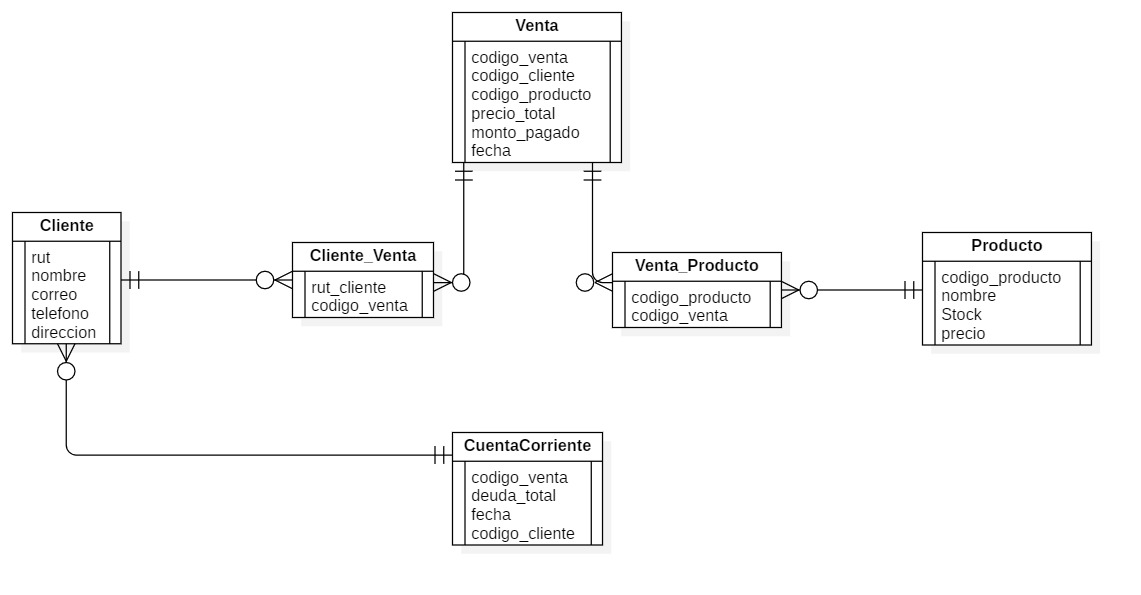 Venta
codigo_venta
codigo_cliente
codigo_producto
precio_total
monto_pagado
fecha
Cliente
rut
nombre
correo
telefono
direccion
Cliente_Venta
rut_cliente
codigo_venta
Venta_Producto
codigo_producto
codigo_venta
Producto
codigo_producto
nombre
Stock
precio
CuentaCorriente
codigo_venta
deuda_total
fecha
codigo_cliente